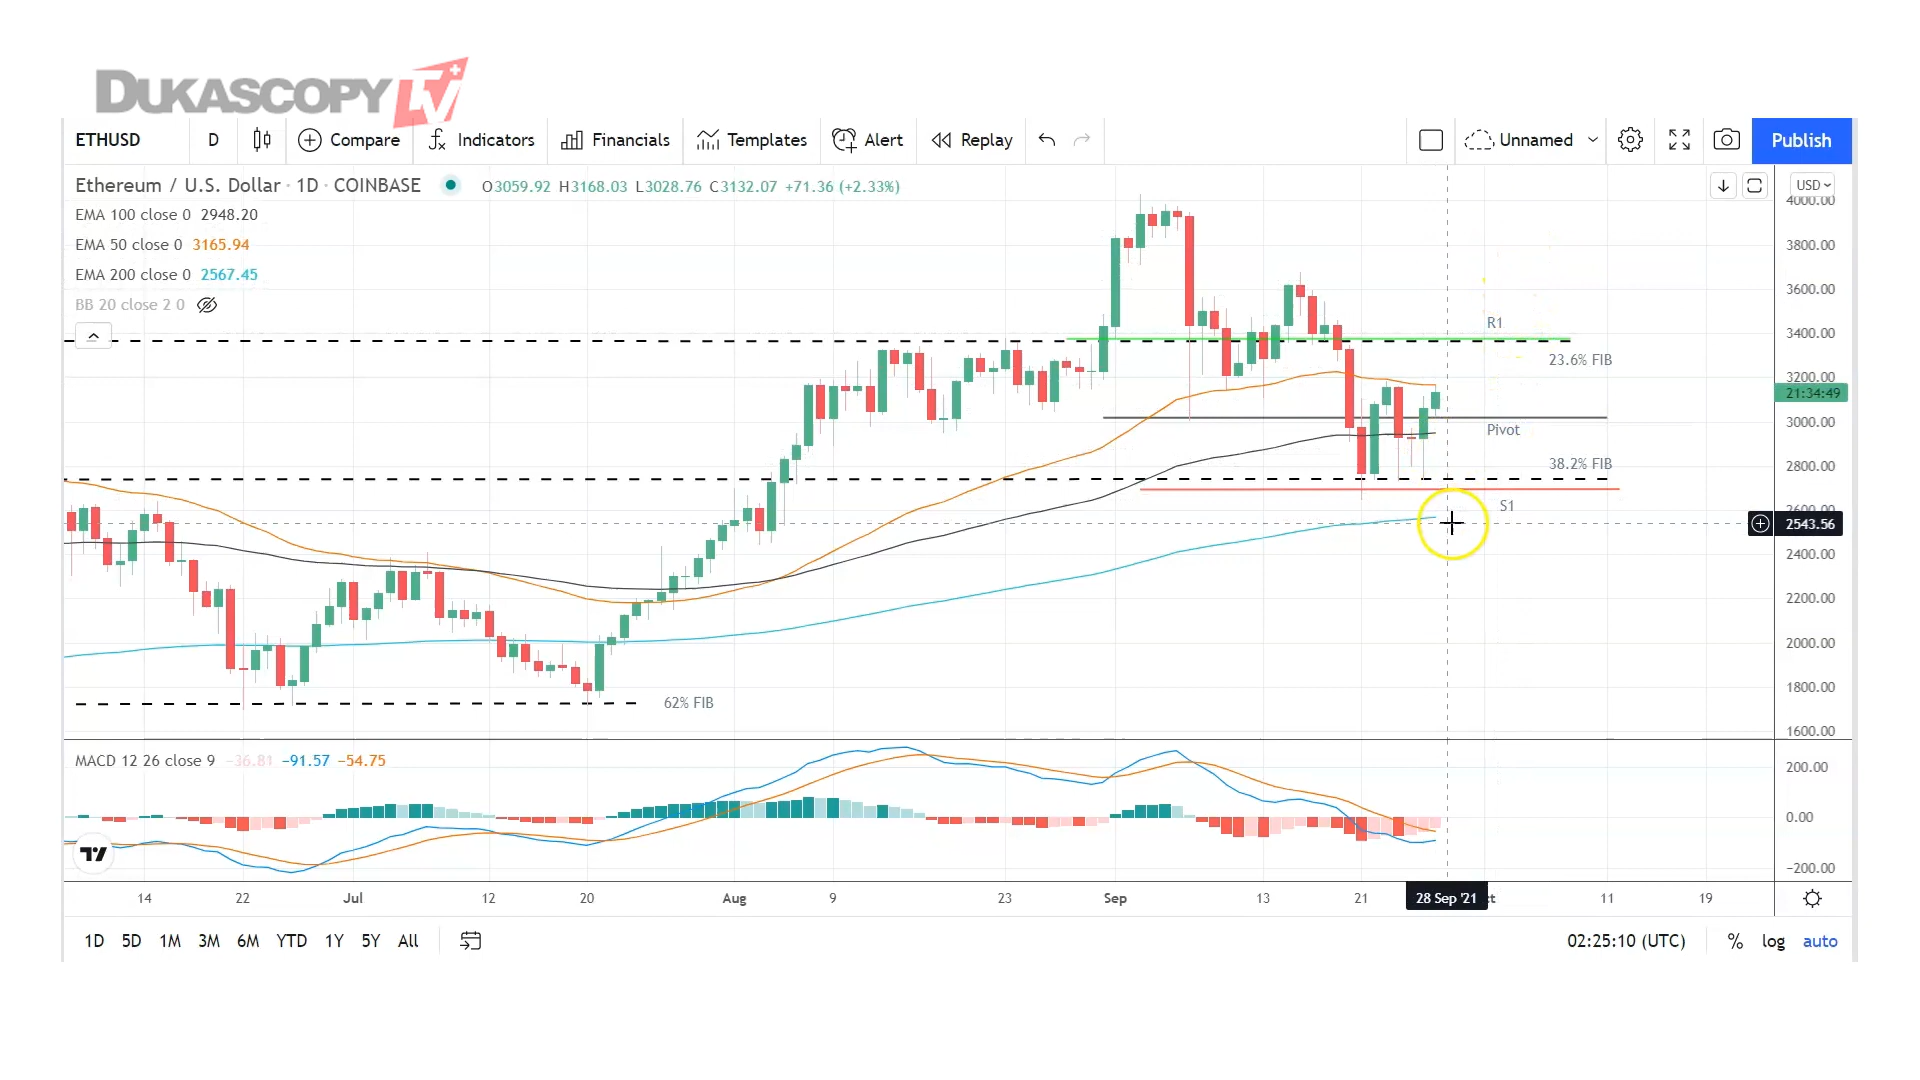 DUKASCOPY TV
ETHUSD D Compare Indicators Financials Templates Alert Replay Unnamed Publish
Ethereum / U.S. Dollar · 1D · COINBASE O3059.92 H3168.03 L3028.76 C3132.07 +71.36 (+2.33%) USD
EMA 100 close 0 2948.20
EMA 50 close 0 3165.94
EMA 200 close 0 2567.45
BB 20 close 2 0
4000.00
3800.00
3600.00
R1
3400.00
23.6% FIB
3200.00
21:34:49
3000.00
Pivot
38.2% FIB
2800.00
S1
2600.00
2543.56
2400.00
2200.00
2000.00
1800.00
62% FIB
1600.00
MACD 12 26 close 9 −36.81 −91.57 −54.75
200.00
0.00
−200.00
14 22 Jul 12 20 Aug 9 23 Sep 13 21 28 Sep '21 11 19
1D 5D 1M 3M 6M YTD 1Y 5Y All 02:25:10 (UTC) % log auto